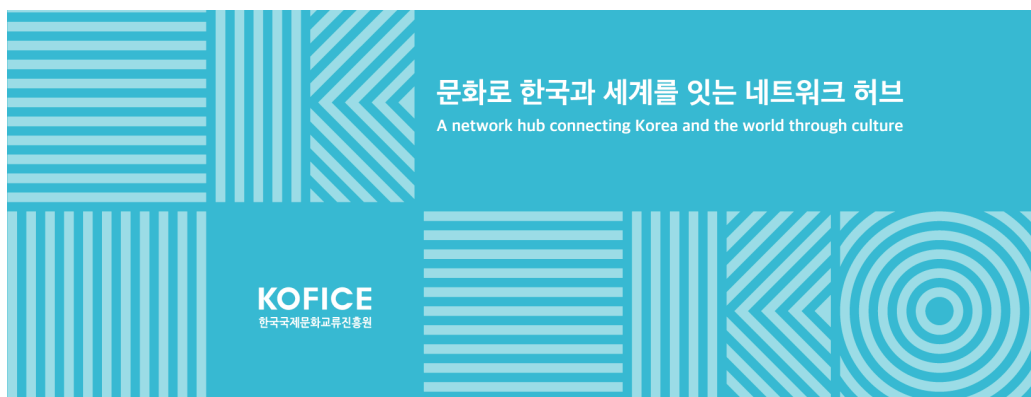 문화로 한국과 세계를 잇는 네트워크 허브
A network hub connecting Korea and the world through culture
KOFICE
한국국제문화교류진흥원